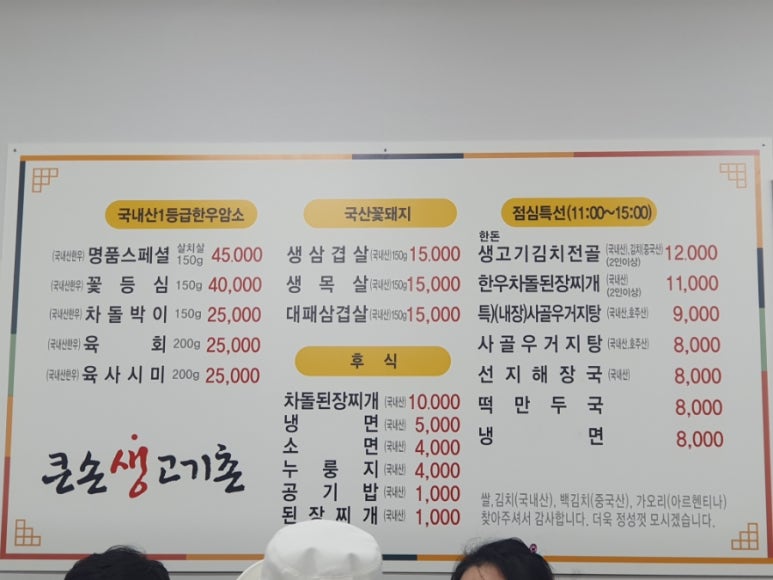 국내산1등급한우암소
(국내산한우) 명품스페셜 살치살 150g 45.000
(국내산한우) 꽃등심 150g 40,000
(국내산한우) 차돌박이 150g 25,000
(국내산한우) 육회 200g 25,000
(국내산한우) 육사시미 200g 25,000
큰손생고기촌
국산꽃돼지
생삼겹살 (국내산)150g 15,000
생목살 (국내산)150g 15,000
대패삼겹살 (국내산)150g 15,000
후식
차돌된장찌개 (국내산) 10.000
냉면 (국내산) 5,000
소면 (국내산) 4,000
누룽지 (국내산) 4,000
공기밥 (국내산) 1,000
된장찌개 (국내산) 1,000
점심특선(11:00~15:00)
한돈
생고기김치전골 (국내산),김치(중국산) (2인이상) 12.000
한우차돌된장찌개 (국내산) (2인이상) 11,000
특)(내장)사골우거지탕 (국내산,호주산) 9,000
사골우거지탕 (국내산,호주산) 8,000
선지해장국 (국내산) 8,000
떡만두국 8,000
냉면 8,000
쌀,김치(국내산), 백김치(중국산), 가오리(아르헨티나)
찾아주셔서 감사합니다. 더욱 정성껏 모시겠습니다.